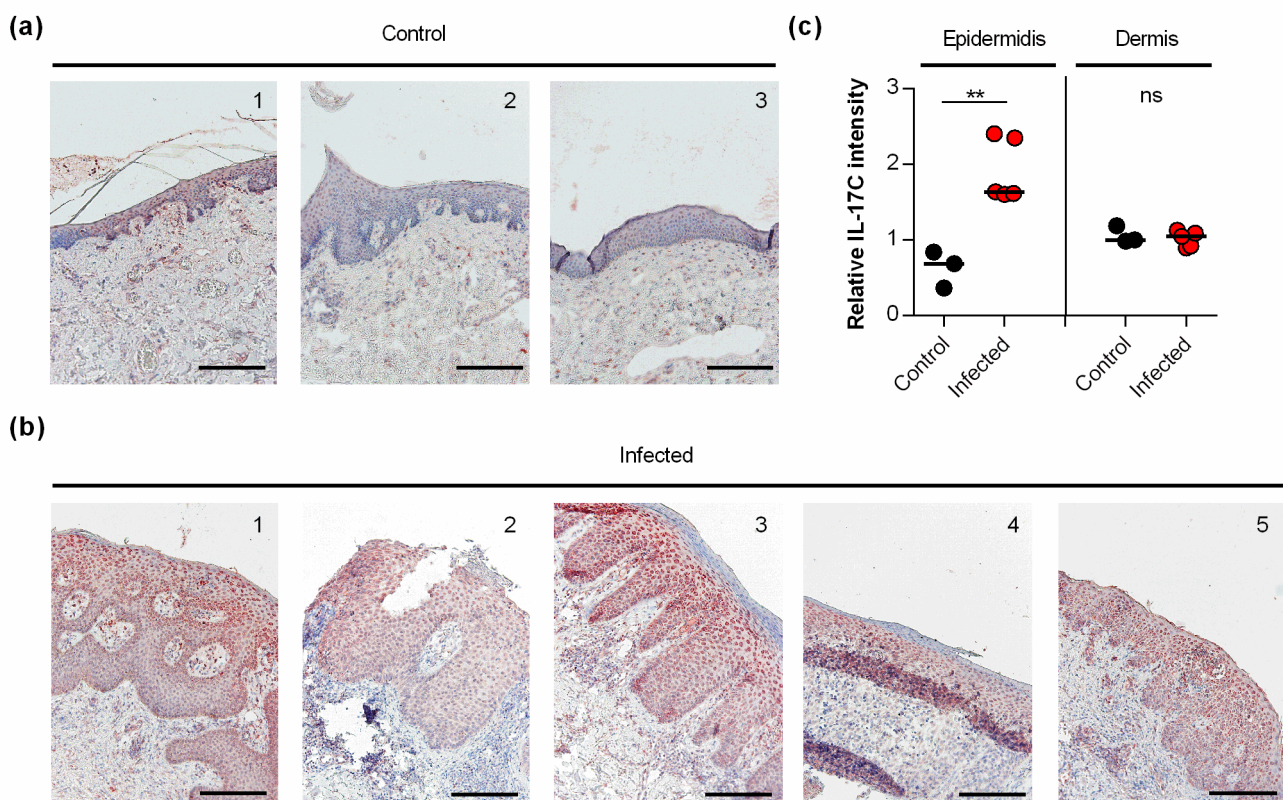 (a)
Control
1
2
3
(c)
Epidermidis
Dermis
Relative IL-17C intensity
3
2
1
0
**
ns
Control
Infected
Control
Infected
(b)
Infected
1
2
3
4
5